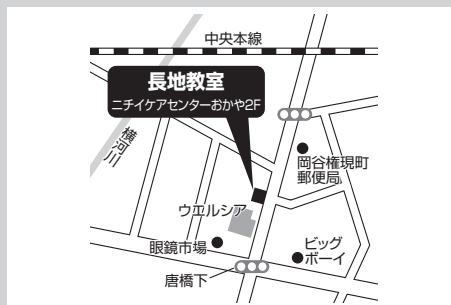 中央本線
長地教室
ニチイケアセンターおかや2F
横河川
岡谷権現町
郵便局
ウエルシア
眼鏡市場
ビッグ
ボーイ
唐橋下